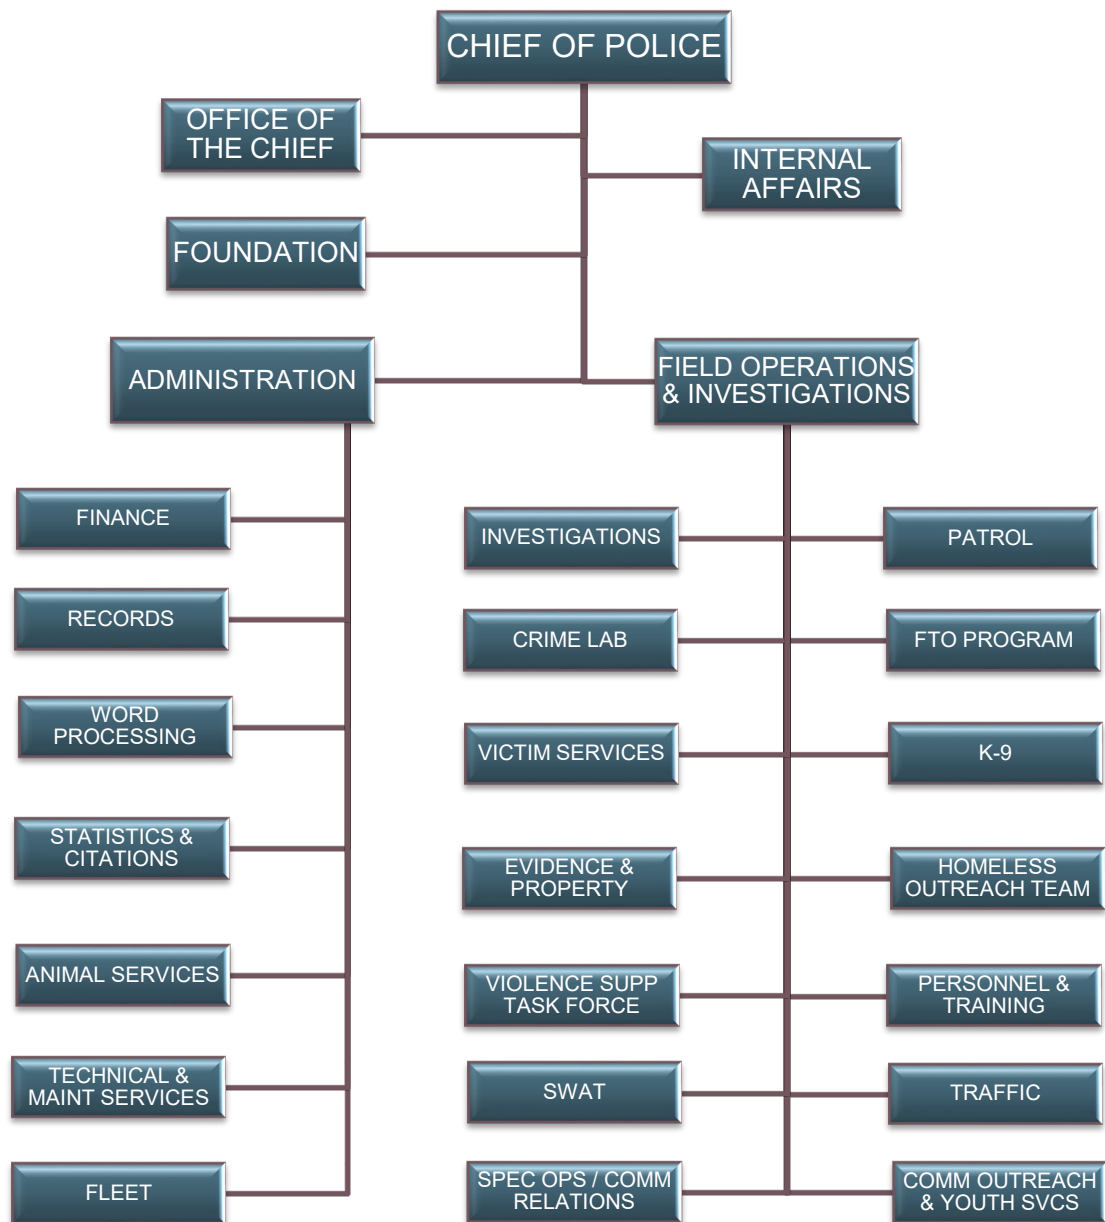 CHIEF OF POLICE
OFFICE OF
THE CHIEF
INTERNAL
AFFAIRS
FOUNDATION
ADMINISTRATION
FIELD OPERATIONS
& INVESTIGATIONS
FINANCE
RECORDS
WORD
PROCESSING
STATISTICS &
CITATIONS
ANIMAL SERVICES
TECHNICAL &
MAINT SERVICES
FLEET
INVESTIGATIONS
CRIME LAB
VICTIM SERVICES
EVIDENCE &
PROPERTY
VIOLENCE SUPP
TASK FORCE
SWAT
SPEC OPS / COMM
RELATIONS
PATROL
FTO PROGRAM
K-9
HOMELESS
OUTREACH TEAM
PERSONNEL &
TRAINING
TRAFFIC
COMM OUTREACH
& YOUTH SVCS